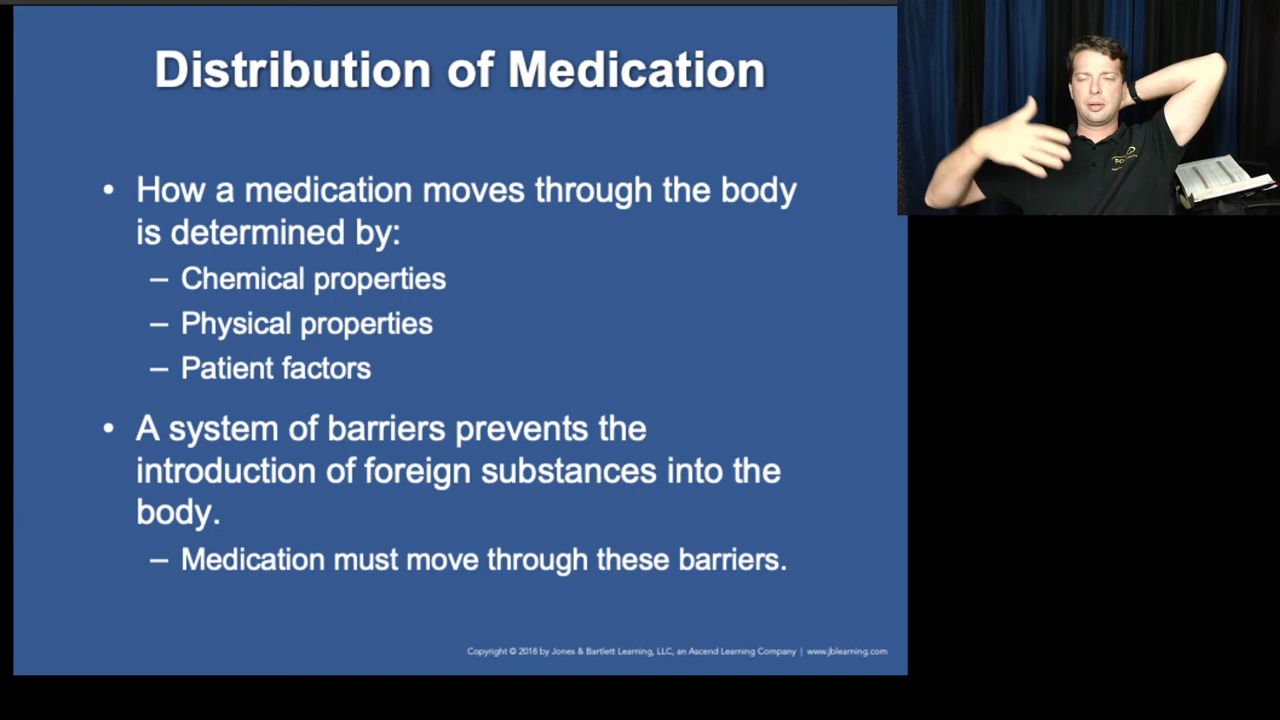 Distribution of Medication
• How a medication moves through the body
is determined by:
– Chemical properties
– Physical properties
– Patient factors
• A system of barriers prevents the
introduction of foreign substances into the
body.
– Medication must move through these barriers.
Copyright © 2018 by Jones & Bartlett Learning, LLC, an Ascend Learning Company | www.jblearning.com